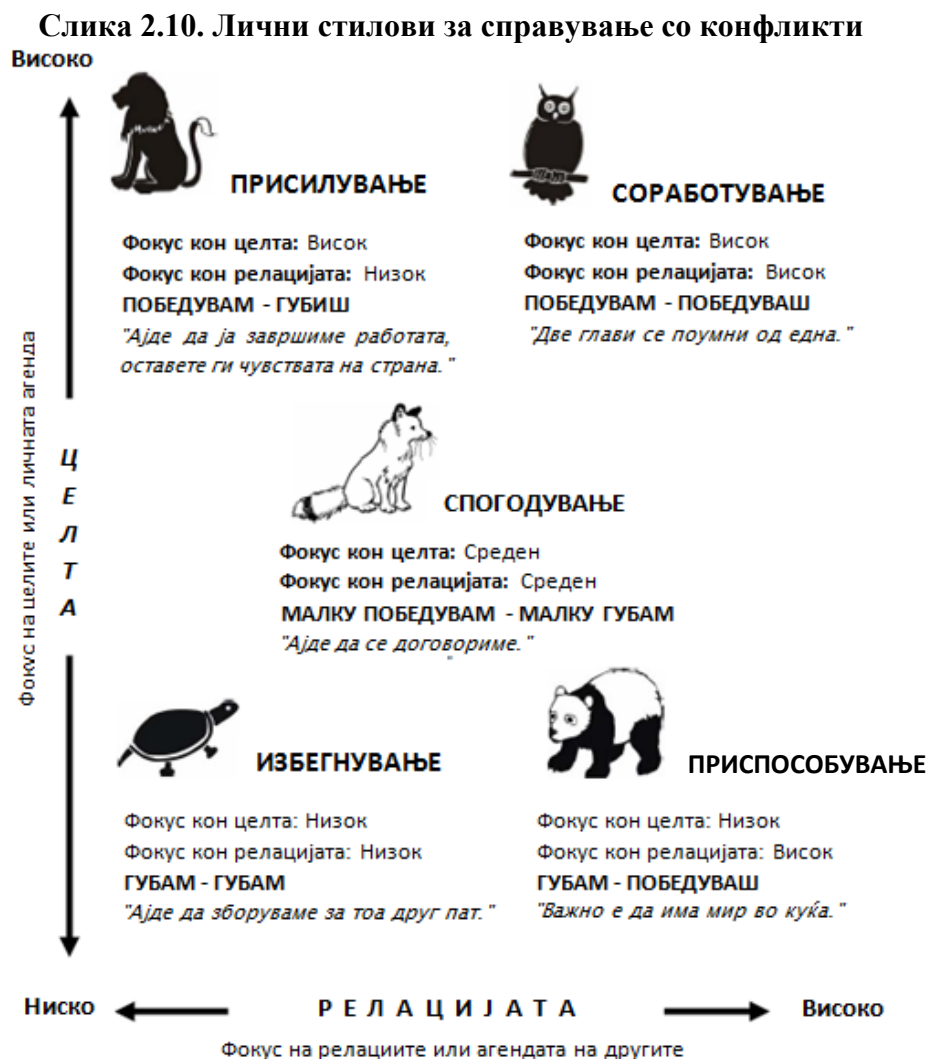 Слика 2.10. Лични стилови за справување со конфликти
Високо
ПРИСИЛУВАЊЕ
Фокус кон целта: Висок
Фокус кон релацијата: Низок
ПОБЕДУВАМ - ГУБИШ
"Ајде да ја завршиме работата,
оставете ги чувствата на страна."
СОРАБОТУВАЊЕ
Фокус кон целта: Висок
Фокус кон релацијата: Висок
ПОБЕДУВАМ - ПОБЕДУВАШ
"Две глави се поумни од една."
Фокус на целите или личната агенда
ЦЕЛТА
СПОГОДУВАЊЕ
Фокус кон целта: Среден
Фокус кон релацијата: Среден
МАЛКУ ПОБЕДУВАМ - МАЛКУ ГУБАМ
"Ајде да се договориме."
"
ИЗБЕГНУВАЊЕ
Фокус кон целта: Низок
Фокус кон релацијата: Низок
ГУБАМ - ГУБАМ
"Ајде да зборуваме за тоа друг пат."
ПРИСПОСОБУВАЊЕ
Фокус кон целта: Низок
Фокус кон релацијата: Висок
ГУБАМ - ПОБЕДУВАШ
"Важно е да има мир во куќа."
Ниско
РЕЛАЦИЈАТА
Високо
Фокус на релациите или агендата на другите